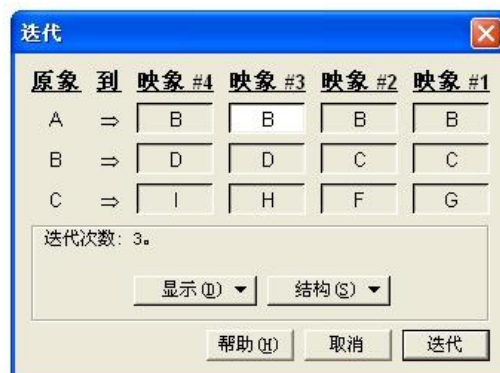 迭代
原象 到 映象 #4 映象 #3 映象 #2 映象 #1
A ⇒ B B B B
B ⇒ D D C C
C ⇒ I H F G
迭代次数: 3。
显示(D) 结构(S)
帮助(H) 取消 迭代